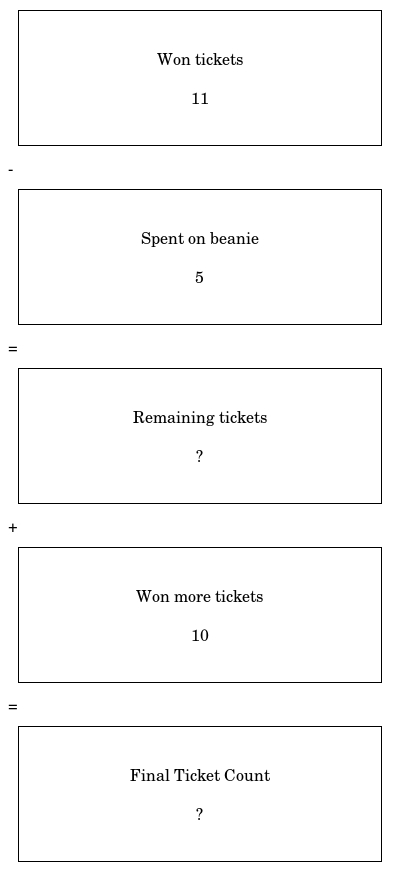 Won tickets
11
-
Spent on beanie
5
=
Remaining tickets
?
+
Won more tickets
10
=
Final Ticket Count
?